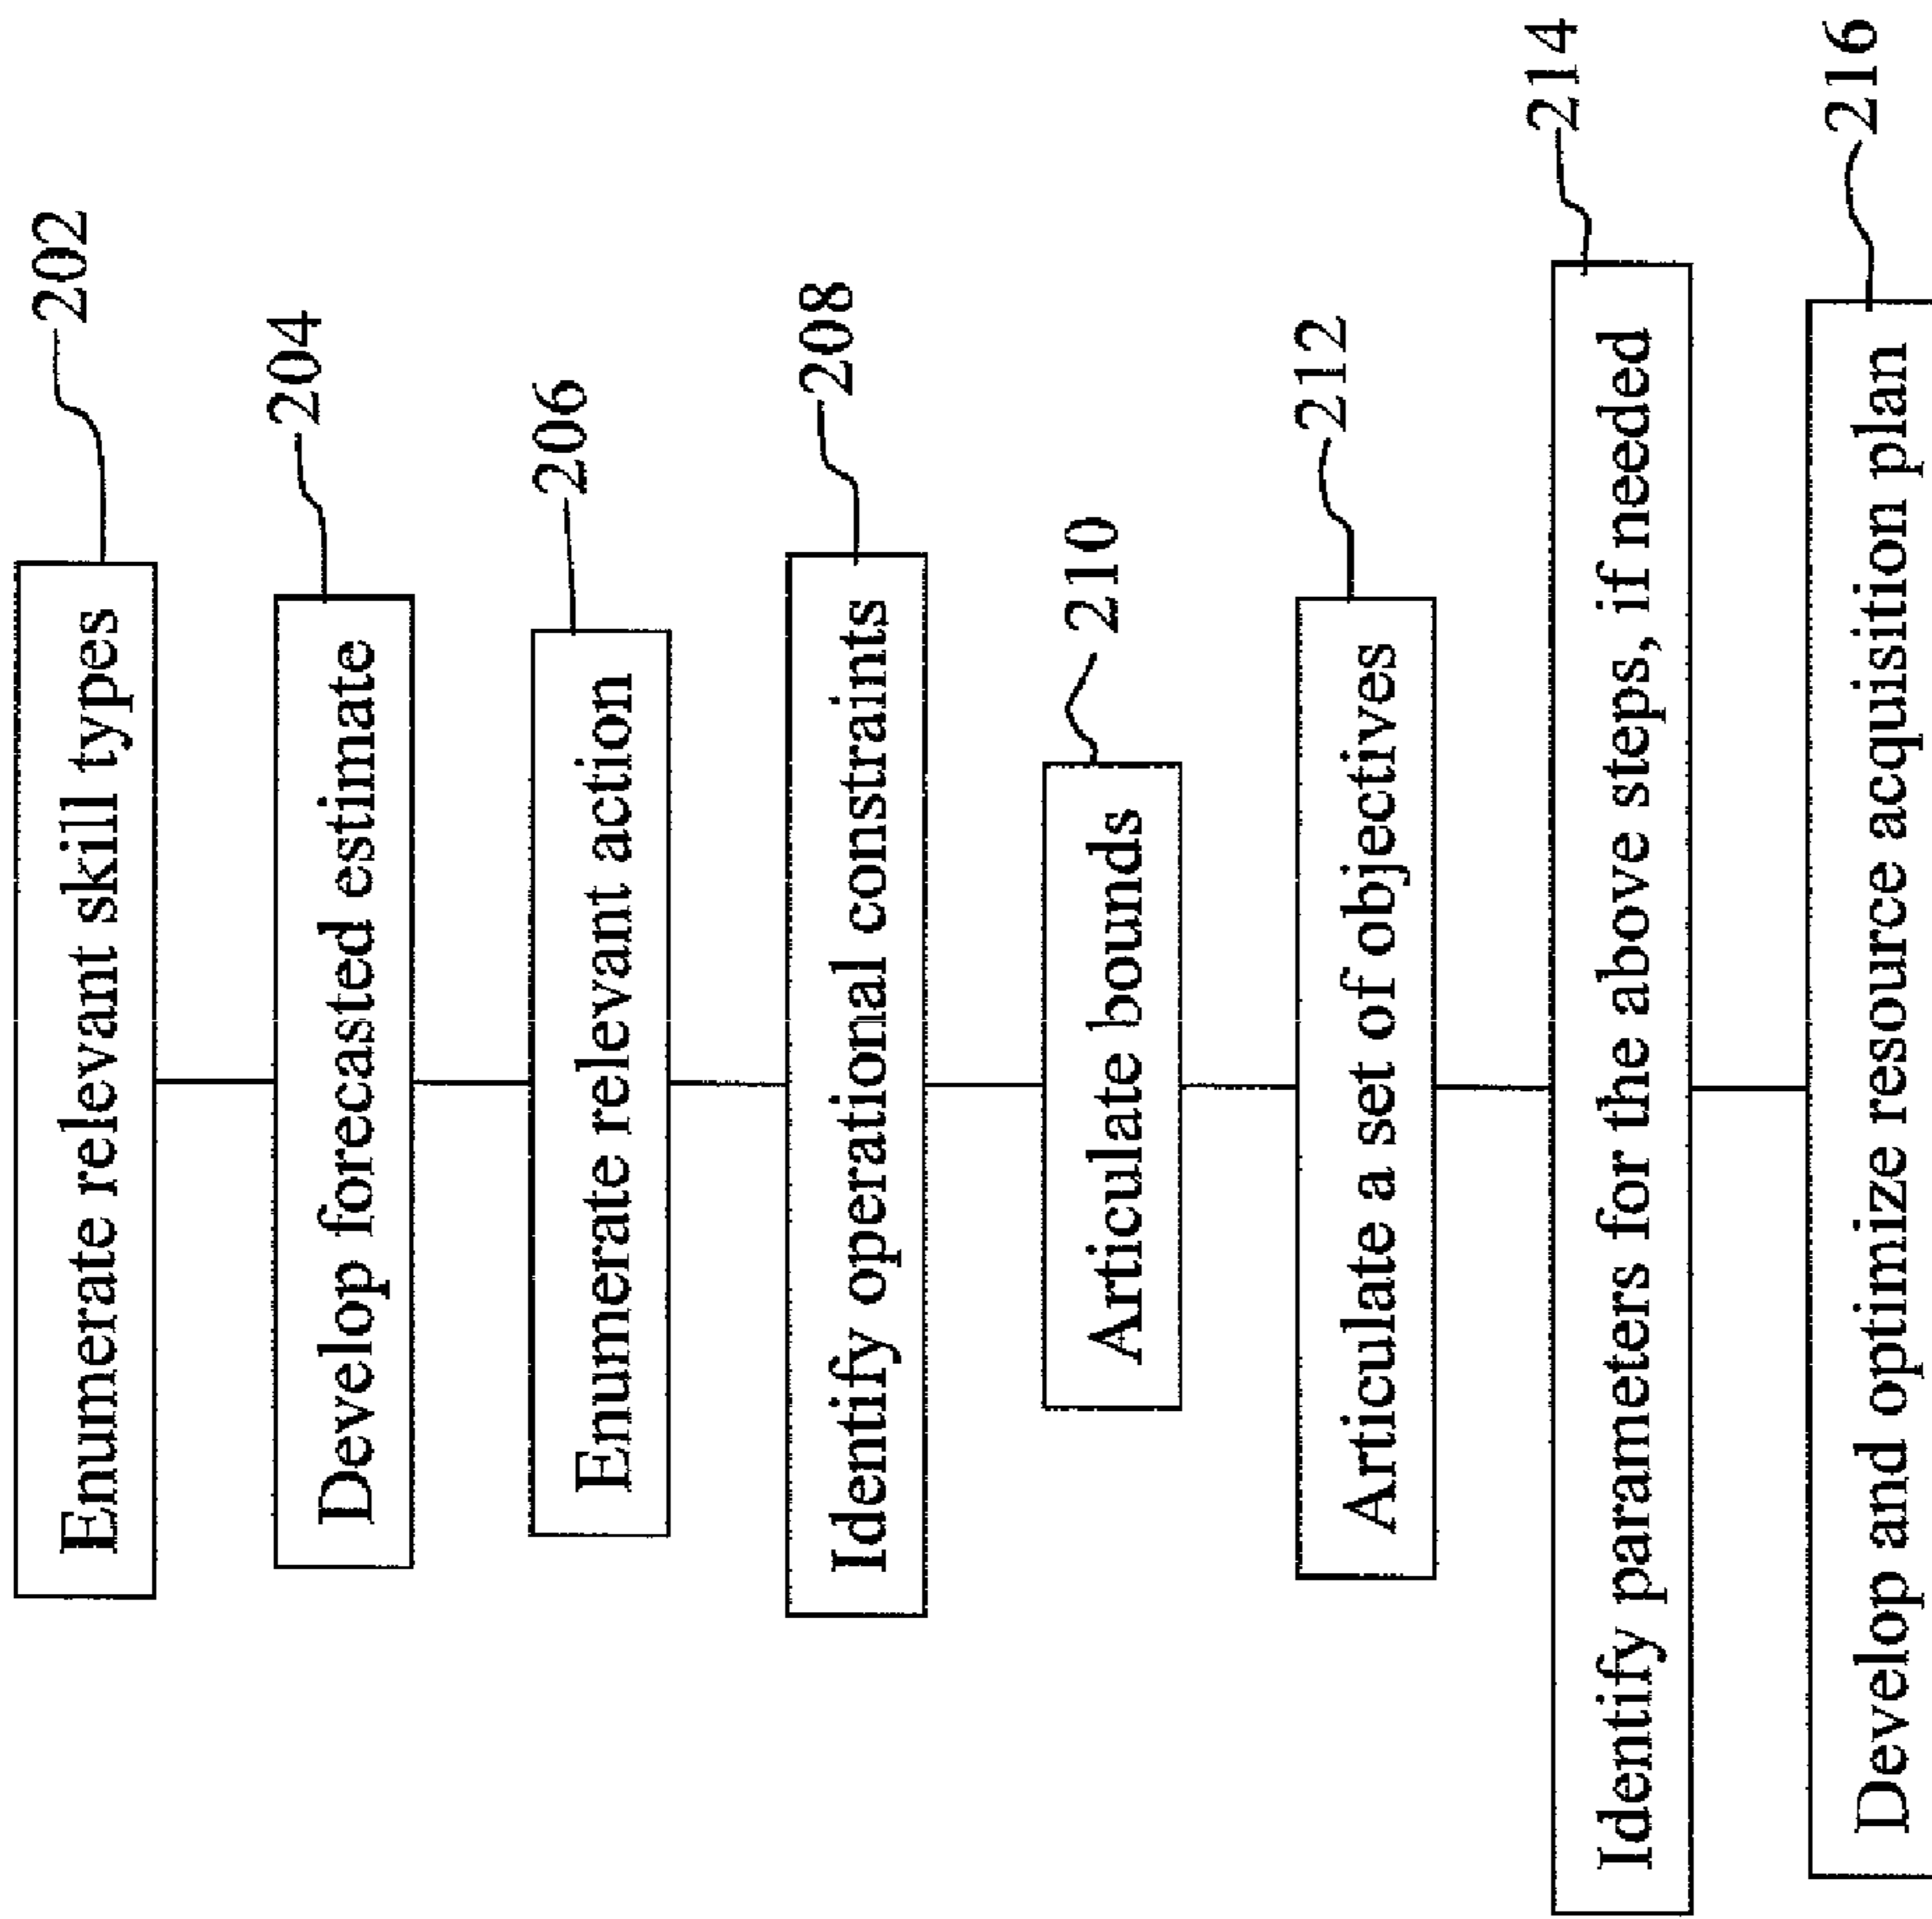 Enumerate relevant skill types
202
Develop forecasted estimate
204
Enumerate relevant action
206
Identify operational constraints
208
Articulate bounds
210
Articulate a set of objectives
212
Identify parameters for the above steps, if needed
214
Develop and optimize resource acquisition plan
216